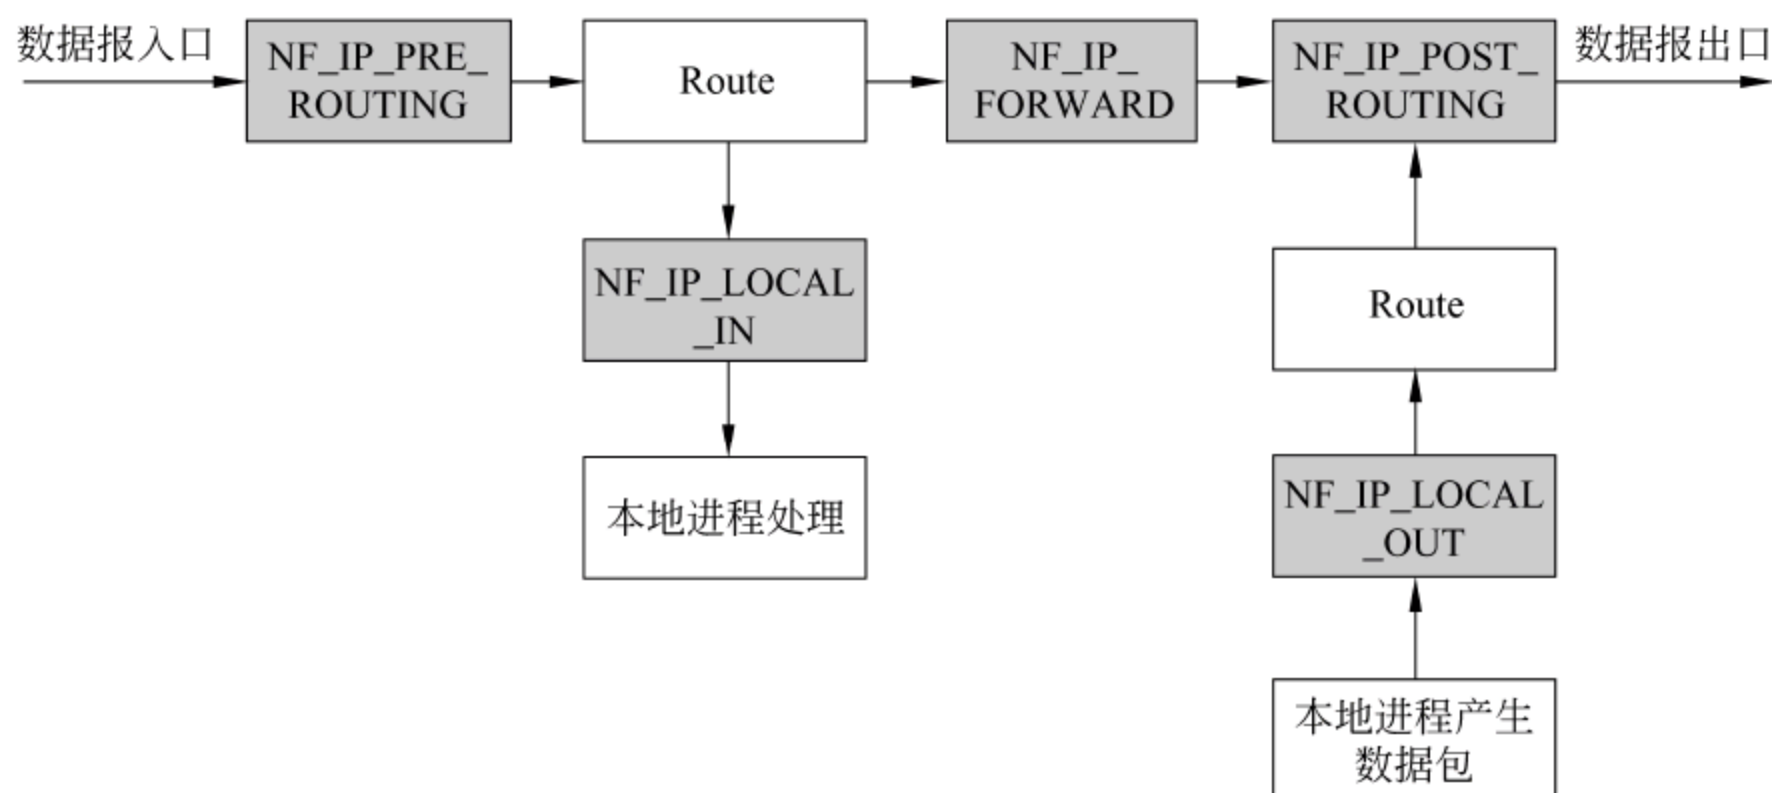 数据报入口
NF_IP_PRE_
ROUTING
Route
NF_IP_
FORWARD
NF_IP_POST_
ROUTING
数据报出口
NF_IP_LOCAL
_IN
Route
本地进程处理
NF_IP_LOCAL
_OUT
本地进程产生
数据包